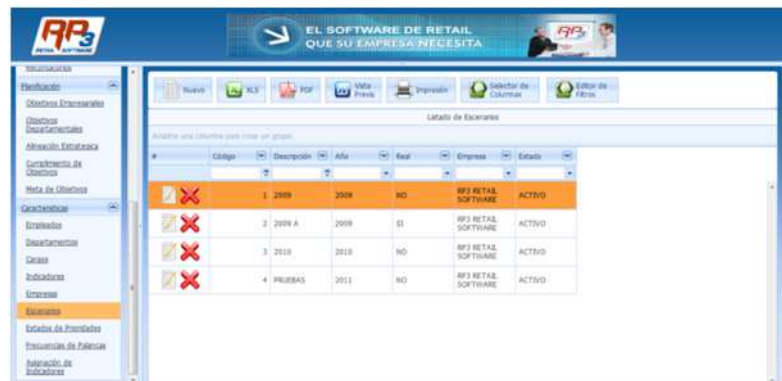 RP3
RETAIL SOFTWARE
EL SOFTWARE DE RETAIL
QUE SU EMPRESA NECESITA
RP3
Planificación
Objetivos Empresariales
Objetivos
Departamentales
Alineación Estrategica
Cumplimiento de
Objetivos
Meta de Objetivos
Características
Empleados
Departamentos
Cargos
Indicadores
Empresas
Escenarios
Estados de Prioridades
Frecuencias de Palancas
Asignación de
Indicadores
Nuevo
XLS
PDF
Vista
Previa
Impresión
Selector de
Columnas
Editor de
Filtros
Listado de Escenarios
Arrastre una columna para crear un grupo
# Código Descripción Año Real Empresa Estado
1 2009 2009 NO RP3 RETAIL SOFTWARE ACTIVO
2 2009 A 2009 SI RP3 RETAIL SOFTWARE ACTIVO
3 2010 2010 NO RP3 RETAIL SOFTWARE ACTIVO
4 PRUEBAS 2011 NO RP3 RETAIL SOFTWARE ACTIVO